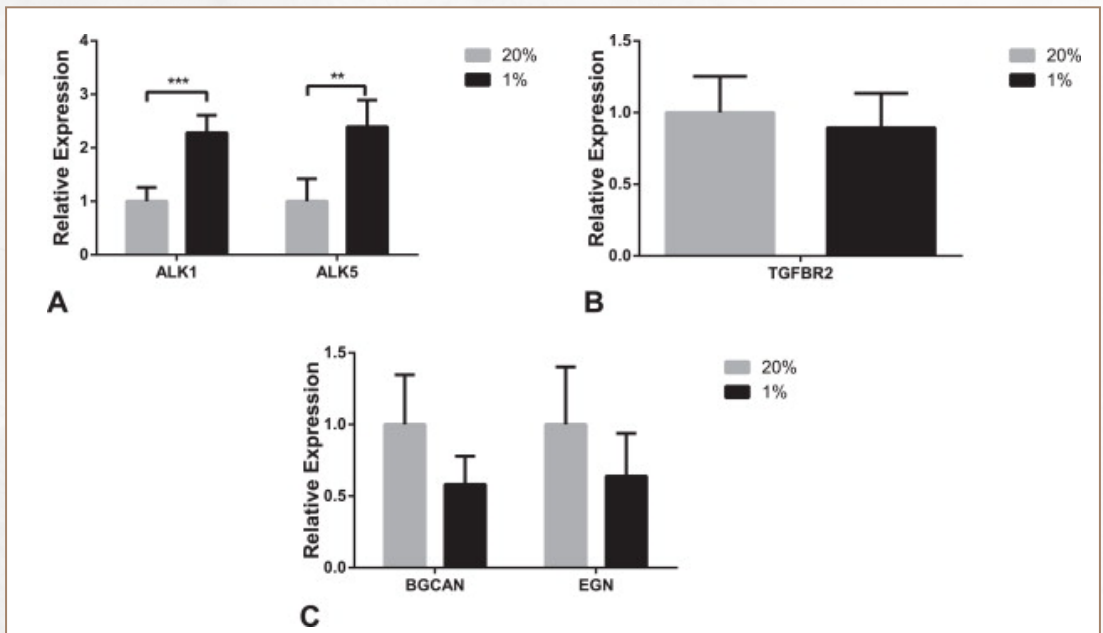 Relative Expression
4
3
2
1
0
***
**
ALK1 ALK5
20%
1%
A
Relative Expression
1.5
1.0
0.5
0.0
TGFBR2
20%
1%
B
Relative Expression
1.5
1.0
0.5
0.0
BGCAN EGN
20%
1%
C